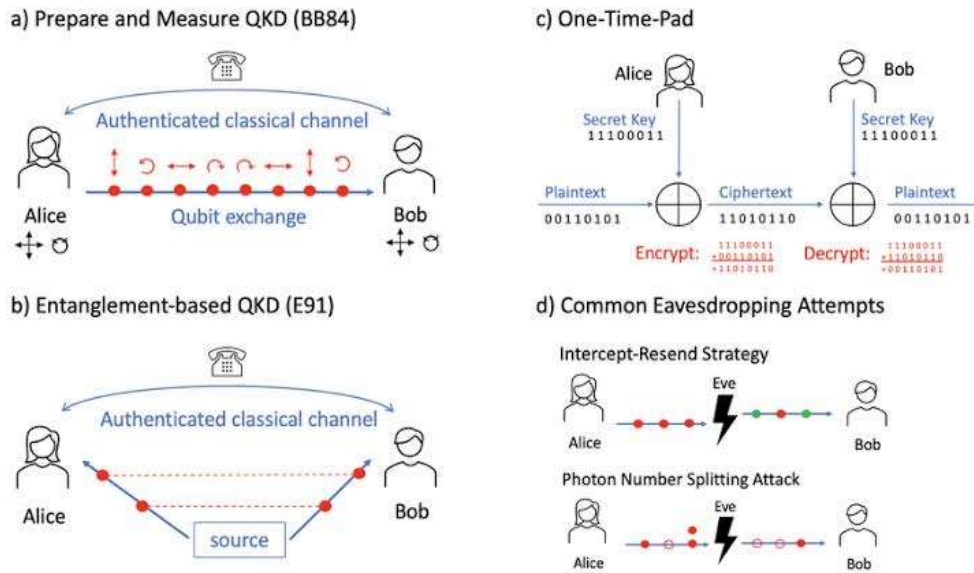 a) Prepare and Measure QKD (BB84)
Authenticated classical channel
Alice
Qubit exchange
Bob
b) Entanglement-based QKD (E91)
Authenticated classical channel
Alice
Bob
source
c) One-Time-Pad
Alice
Bob
Secret Key
11100011
Secret Key
11100011
Plaintext
00110101
Ciphertext
11010110
Plaintext
00110101
Encrypt:
11100011
+00110101
+11010110
Decrypt:
11100011
+11010110
+00110101
d) Common Eavesdropping Attempts
Intercept-Resend Strategy
Eve
Alice
Bob
Photon Number Splitting Attack
Eve
Alice
Bob